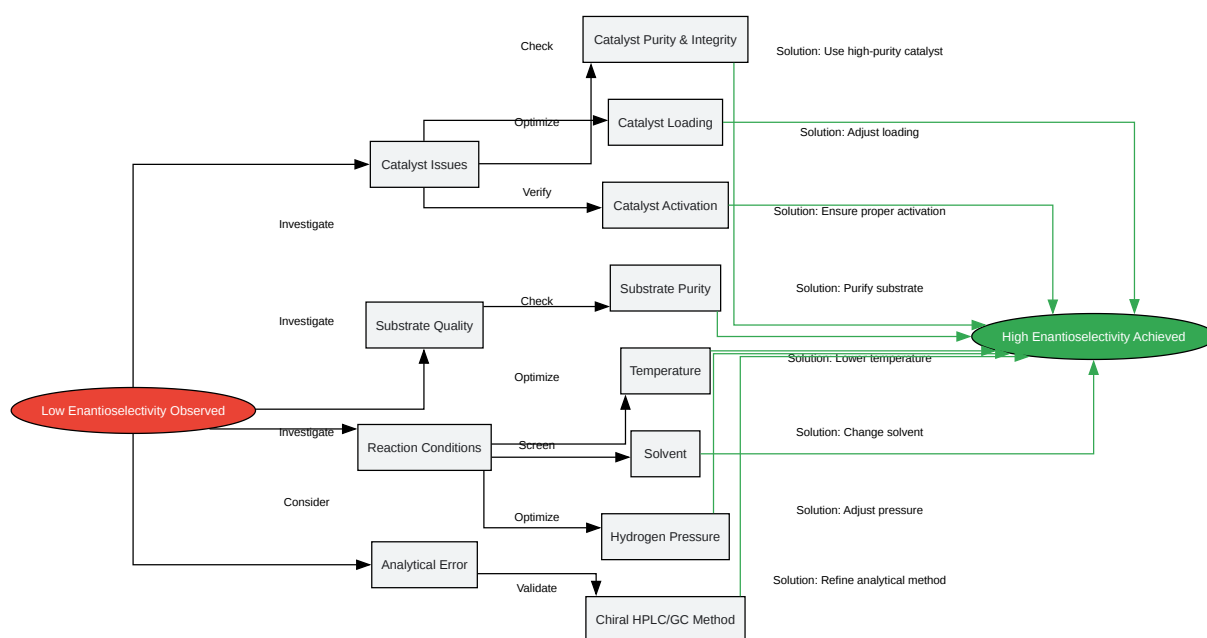 Check
Catalyst Purity & Integrity
Solution: Use high-purity catalyst
Optimize
Catalyst Loading
Solution: Adjust loading
Catalyst Issues
Verify
Catalyst Activation
Solution: Ensure proper activation
Investigate
Substrate Purity
Solution: Purify substrate
Check
Investigate
Substrate Quality
High Enantioselectivity Achieved
Optimize
Temperature
Solution: Lower temperature
Low Enantioselectivity Observed
Investigate
Reaction Conditions
Screen
Solvent
Solution: Change solvent
Consider
Optimize
Hydrogen Pressure
Solution: Adjust pressure
Analytical Error
Validate
Chiral HPLC/GC Method
Solution: Refine analytical method